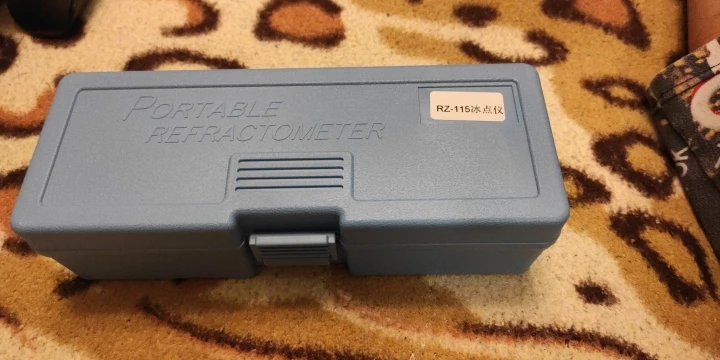 PORTABLE
REFRACTOMETER
RZ-115冰点仪